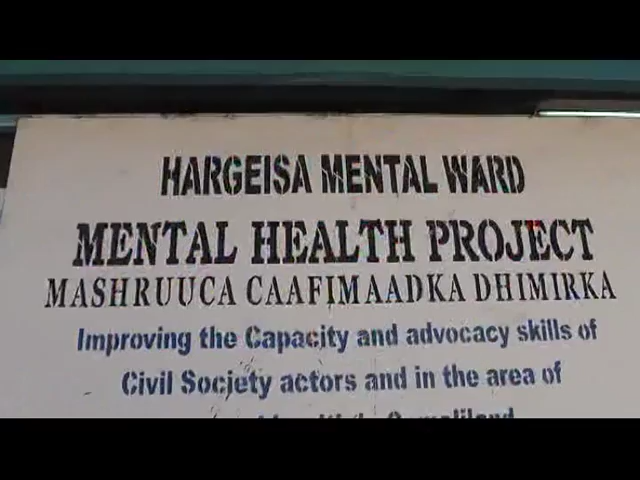 HARGEISA MENTAL WARD
MENTAL HEALTH PROJECT
MASHRUUCA CAAFIMAADKA DHIMIRKA
Improving the Capacity and advocacy skills of
Civil Society actors and in the area of
Somaliland